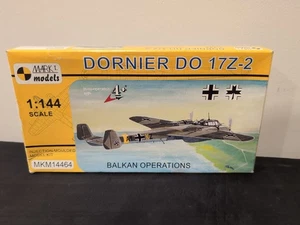 MARK I
models
DORNIER DO 17Z-2
1:144
SCALE
MKM14464
BALKAN OPERATIONS